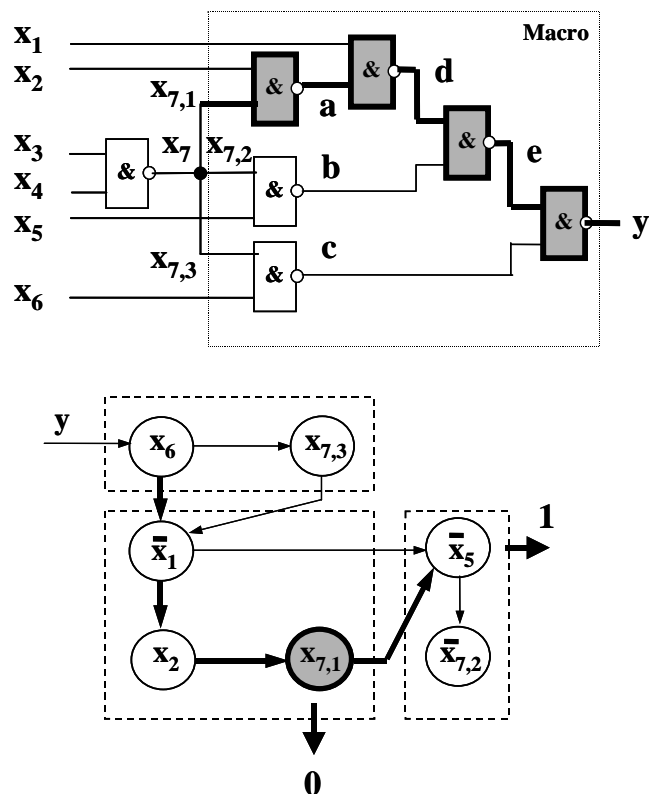 Macro
x₁
x₂
x₇,₁
x₃
x₄
x₇
x₇,₂
x₅
x₇,₃
x₆
&
&
&
&
&
&
&
a
b
c
d
e
y
y
x₆
x₇,₃
x̄₁
x̄₅
1
x₂
x₇,₁
x̄₇,₂
0